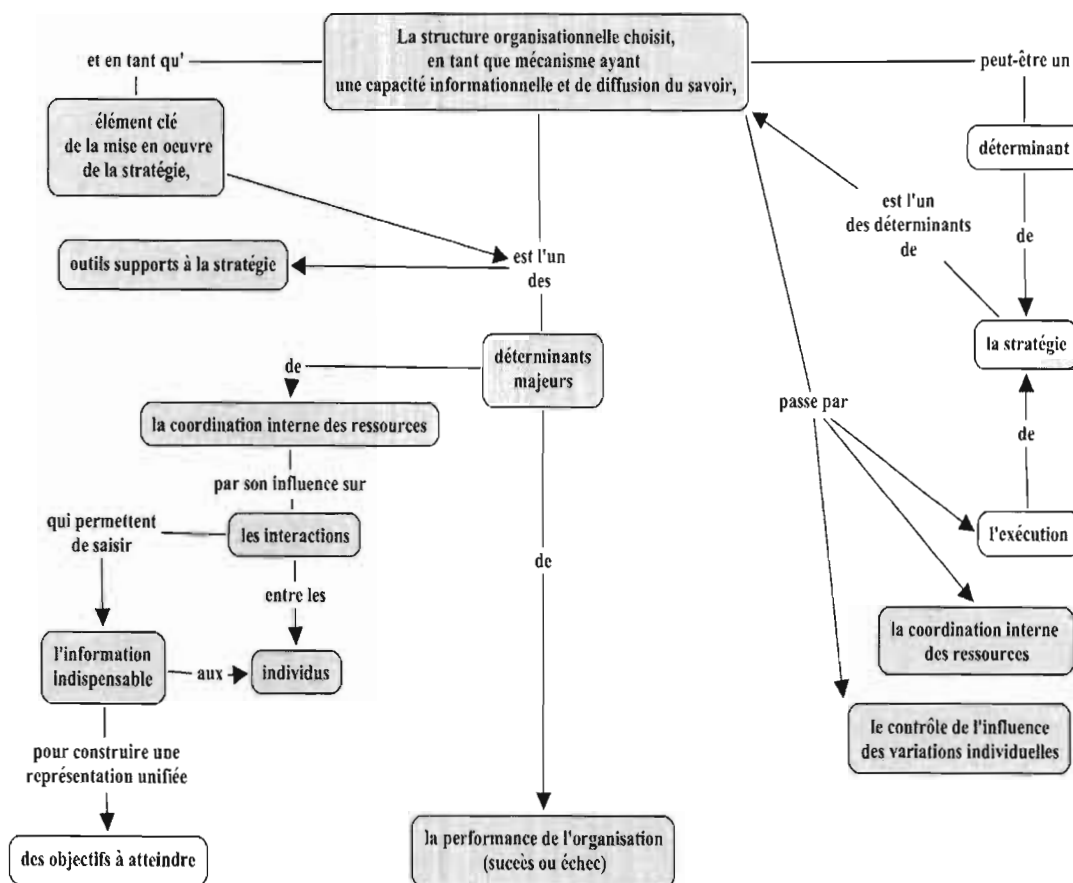 La structure organisationnelle choisit,
en tant que mécanisme ayant
une capacité informationnelle et de diffusion du savoir,
et en tant qu'
peut-être un
élément clé
de la mise en oeuvre
de la stratégie,
déterminant
est l'un
des déterminants
de
de
outils supports à la stratégie
est l'un
des
la stratégie
déterminants
majeurs
de
passe par
de
la coordination interne des ressources
par son influence sur
qui permettent
de saisir
les interactions
l'exécution
de
entre les
la coordination interne
des ressources
l'information
indispensable
aux
individus
le contrôle de l'influence
des variations individuelles
pour construire une
représentation unifiée
des objectifs à atteindre
la performance de l'organisation
(succès ou échec)